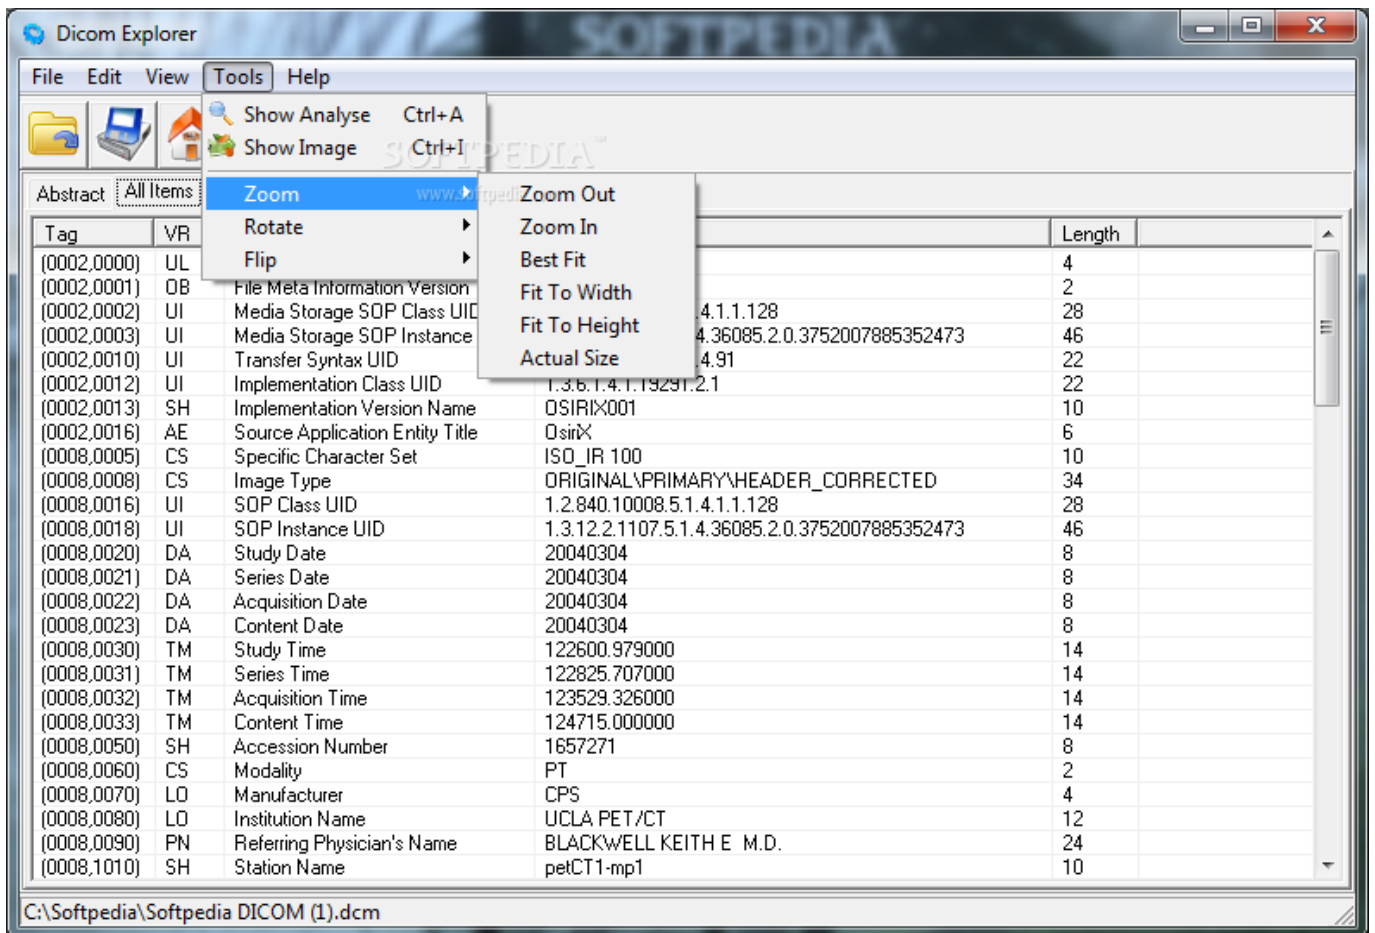 SOFTPEDIA
Dicom Explorer
File Edit View Tools Help
Show Analyse Ctrl+A
Show Image Ctrl+I
SOFTPEDIA™
Abstract All Items Zoom www.softpedia.com Zoom Out
Rotate Zoom In
Flip Best Fit
Fit To Width
Fit To Height
Actual Size
Tag VR Length
(0002,0000) UL 4
(0002,0001) OB File Meta Information Version 2
(0002,0002) UI Media Storage SOP Class UID .4.1.1.128 28
(0002,0003) UI Media Storage SOP Instance 4.36085.2.0.3752007885352473 46
(0002,0010) UI Transfer Syntax UID .4.91 22
(0002,0012) UI Implementation Class UID 1.3.6.1.4.1.19291.2.1 22
(0002,0013) SH Implementation Version Name OSIRIX001 10
(0002,0016) AE Source Application Entity Title OsiriX 6
(0008,0005) CS Specific Character Set ISO_IR 100 10
(0008,0008) CS Image Type ORIGINAL\PRIMARY\HEADER_CORRECTED 34
(0008,0016) UI SOP Class UID 1.2.840.10008.5.1.4.1.1.128 28
(0008,0018) UI SOP Instance UID 1.3.12.2.1107.5.1.4.36085.2.0.3752007885352473 46
(0008,0020) DA Study Date 20040304 8
(0008,0021) DA Series Date 20040304 8
(0008,0022) DA Acquisition Date 20040304 8
(0008,0023) DA Content Date 20040304 8
(0008,0030) TM Study Time 122600.979000 14
(0008,0031) TM Series Time 122825.707000 14
(0008,0032) TM Acquisition Time 123529.326000 14
(0008,0033) TM Content Time 124715.000000 14
(0008,0050) SH Accession Number 1657271 8
(0008,0060) CS Modality PT 2
(0008,0070) LO Manufacturer CPS 4
(0008,0080) LO Institution Name UCLA PET/CT 12
(0008,0090) PN Referring Physician's Name BLACKWELL KEITH E M.D. 24
(0008,1010) SH Station Name petCT1-mp1 10
C:\Softpedia\Softpedia DICOM (1).dcm